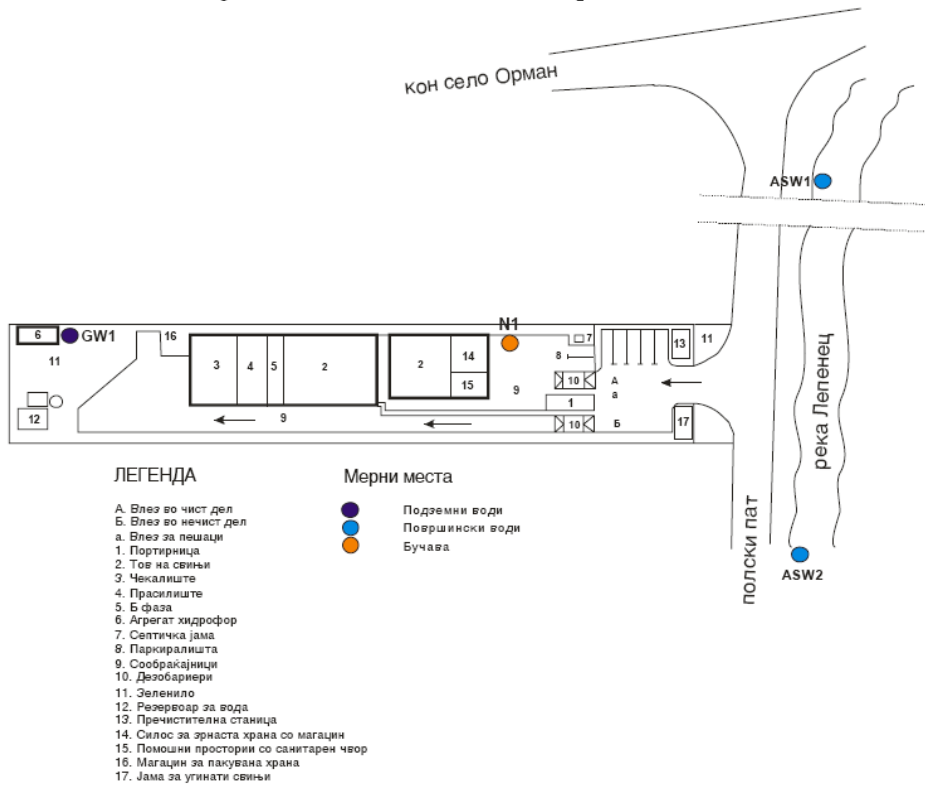 кон село Орман
ASW1
N1
6
GW1
16
7
13
11
11
3
4
5
2
2
14
8
10
А
а
15
9
1
12
9
10
Б
17
река Лепенец
полски пат
ASW2
ЛЕГЕНДА
А. Влез во чист дел
Б. Влез во нечист дел
а. Влез за пешаци
1. Портирница
2. Тов на свињи
3. Чекалиште
4. Прасилиште
5. Б фаза
6. Агрегат хидрофор
7. Септичка јама
8. Паркиралишта
9. Сообраќајници
10. Дезобариери
11. Зеленило
12. Резервоар за вода
13. Пречистителна станица
14. Силос за зрнаста храна со магацин
15. Помошни простории со санитарен чвор
16. Магацин за пакувана храна
17. Јама за угинати свињи
Мерни места
Подземни води
Површински води
Бучава